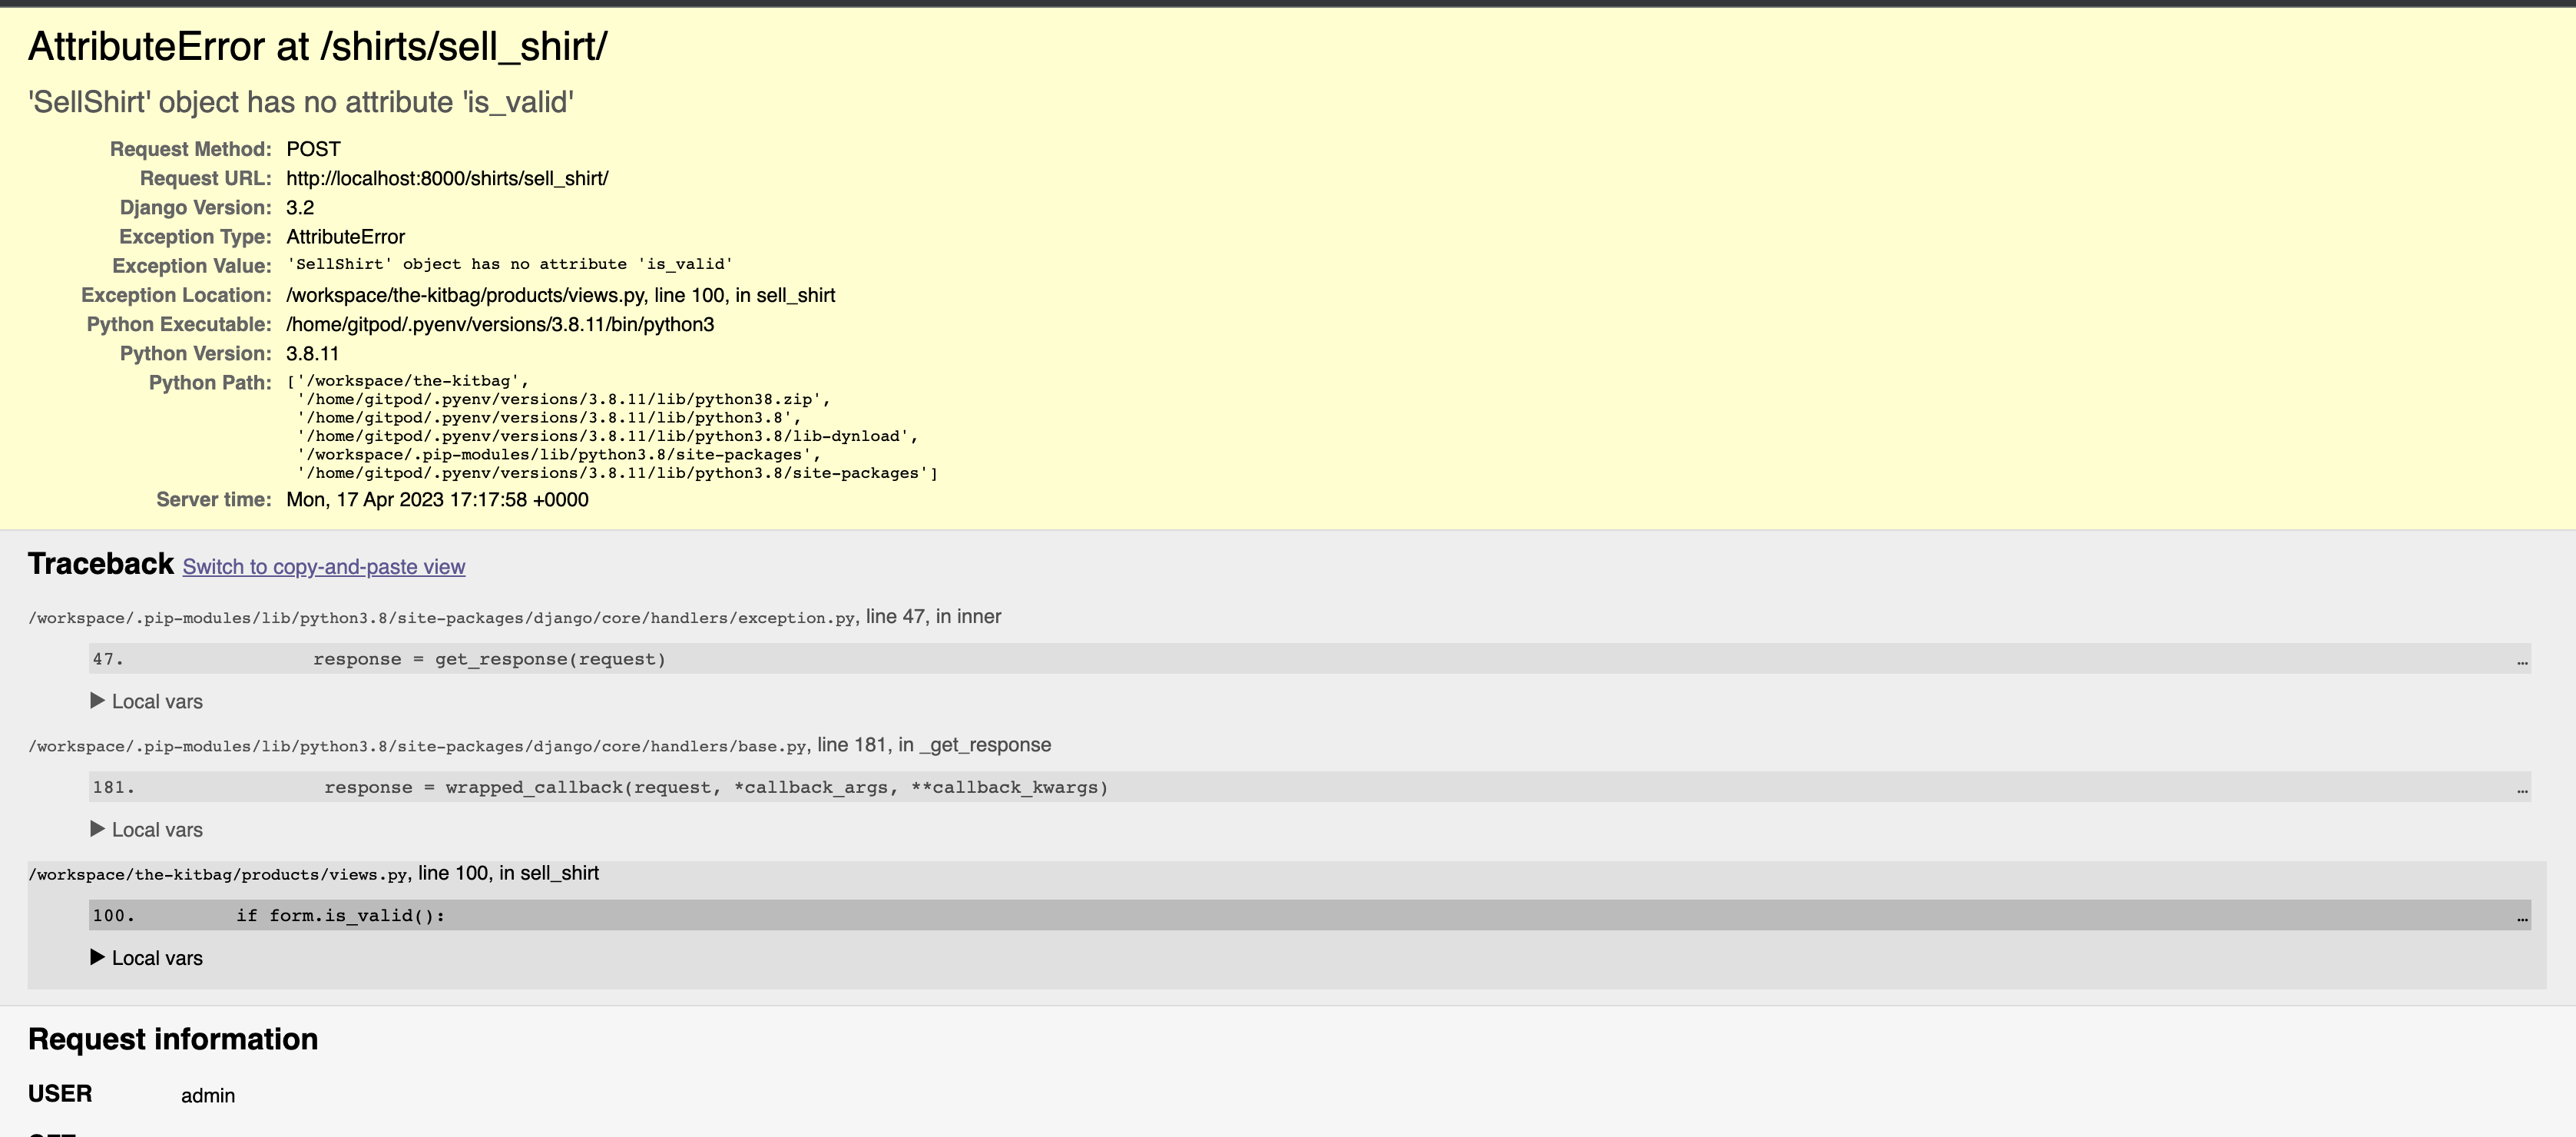 AttributeError at /shirts/sell_shirt/
'SellShirt' object has no attribute 'is_valid'
Request Method: POST
Request URL: http://localhost:8000/shirts/sell_shirt/
Django Version: 3.2
Exception Type: AttributeError
Exception Value: 'SellShirt' object has no attribute 'is_valid'
Exception Location: /workspace/the-kitbag/products/views.py, line 100, in sell_shirt
Python Executable: /home/gitpod/.pyenv/versions/3.8.11/bin/python3
Python Version: 3.8.11
Python Path: ['/workspace/the-kitbag',
'/home/gitpod/.pyenv/versions/3.8.11/lib/python38.zip',
'/home/gitpod/.pyenv/versions/3.8.11/lib/python3.8',
'/home/gitpod/.pyenv/versions/3.8.11/lib/python3.8/lib-dynload',
'/workspace/.pip-modules/lib/python3.8/site-packages',
'/home/gitpod/.pyenv/versions/3.8.11/lib/python3.8/site-packages']
Server time: Mon, 17 Apr 2023 17:17:58 +0000
Traceback Switch to copy-and-paste view
/workspace/.pip-modules/lib/python3.8/site-packages/django/core/handlers/exception.py, line 47, in inner
47. response = get_response(request) …
▶ Local vars
/workspace/.pip-modules/lib/python3.8/site-packages/django/core/handlers/base.py, line 181, in _get_response
181. response = wrapped_callback(request, *callback_args, **callback_kwargs) …
▶ Local vars
/workspace/the-kitbag/products/views.py, line 100, in sell_shirt
100. if form.is_valid(): …
▶ Local vars
Request information
USER admin